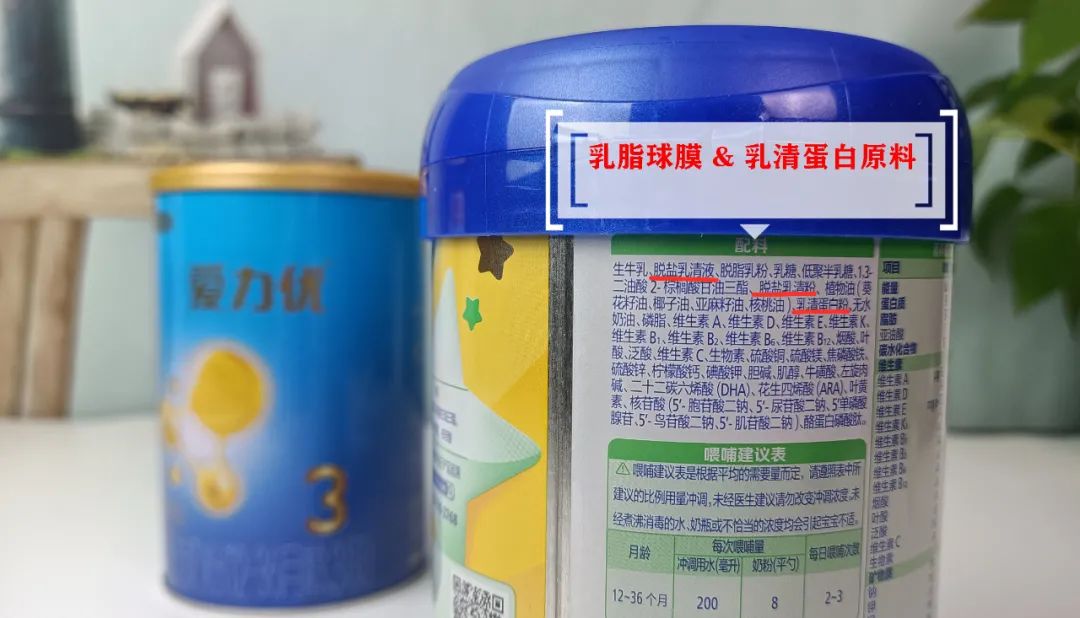 乳脂球膜 & 乳清蛋白原料
爱力优
3
配料
生牛乳、脱盐乳清液、脱脂乳粉、乳糖、低聚半乳糖、1,3-
二油酸 2- 棕榈酸甘油三酯、脱盐乳清粉、植物油（葵
花籽油、椰子油、亚麻籽油、核桃油）、乳清蛋白粉、无水
奶油、磷脂、维生素 A、维生素 D、维生素 E、维生素 K、
维生素 B₁、维生素 B₂、维生素 B₆、维生素 B₁₂、烟酸、叶
酸、泛酸、维生素 C、生物素、硫酸铜、硫酸镁、焦磷酸铁、
硫酸锌、柠檬酸钙、碘酸钾、胆碱、肌醇、牛磺酸、左旋肉
碱、二十二碳六烯酸 (DHA)、花生四烯酸 (ARA)、叶黄
素、核苷酸 (5'- 胞苷酸二钠、5'- 尿苷酸二钠、5'单磷酸
腺苷、5'- 鸟苷酸二钠、5'- 肌苷酸二钠）、酪蛋白磷酸肽。
喂哺建议表
喂哺建议表是根据平均的需要量而定，请遵照表中所
建议的比例用量冲调，未经医生建议请勿改变冲调浓度，未
经煮沸消毒的水、奶瓶或不恰当的浓度均会引起宝宝不适。
月龄 每次喂哺量 每日喂哺次数
冲调用水(毫升) 奶粉(平勺)
12~36 个月 200 8 2~3
项目
能量
蛋白质
脂肪
亚油酸
碳水化合物
维生素
维生素 A
维生素 D
维生素 E
维生素 K₁
维生素 B₁
维生素 B₂
维生素 B₆
维生素 B₁₂
烟酸
叶酸
泛酸
维生素 C
生物素
矿物质
钠
钾